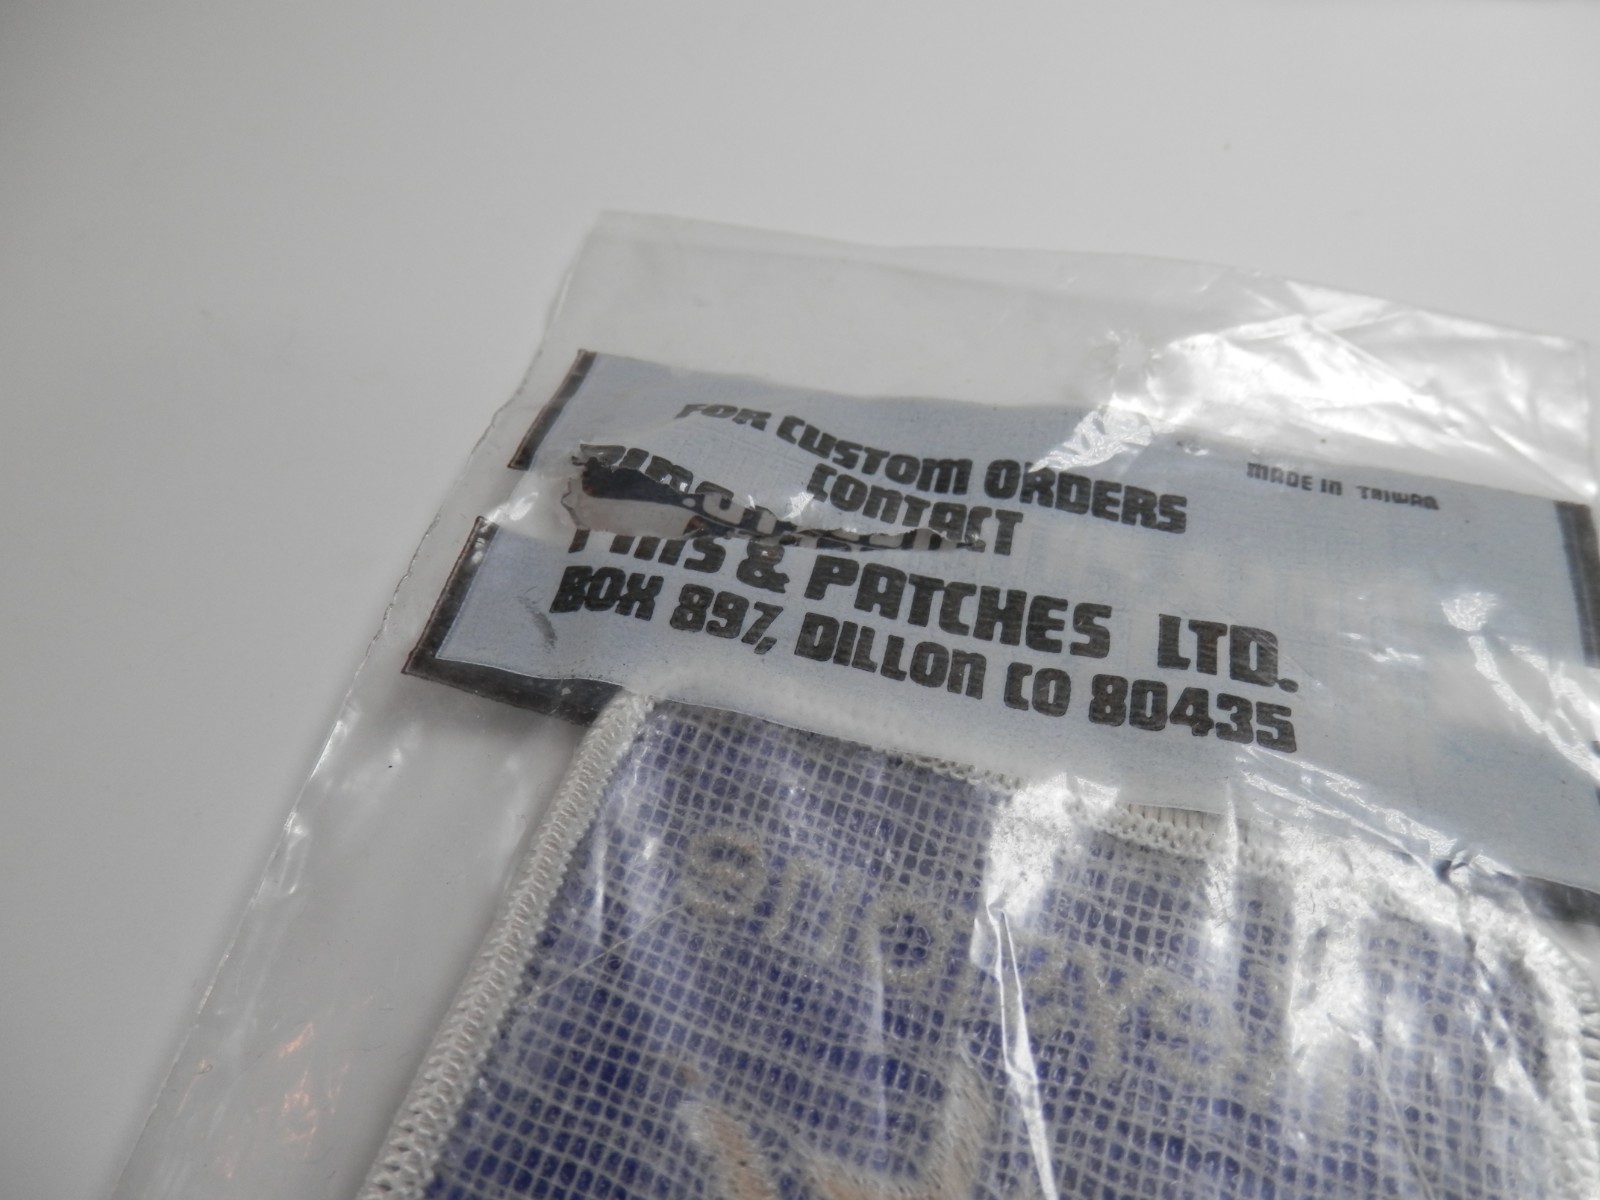 FOR CUSTOM ORDERS
CONTACT
MADE IN TAIWAN
PINS & PATCHES LTD.
BOX 897, DILLON CO 80435